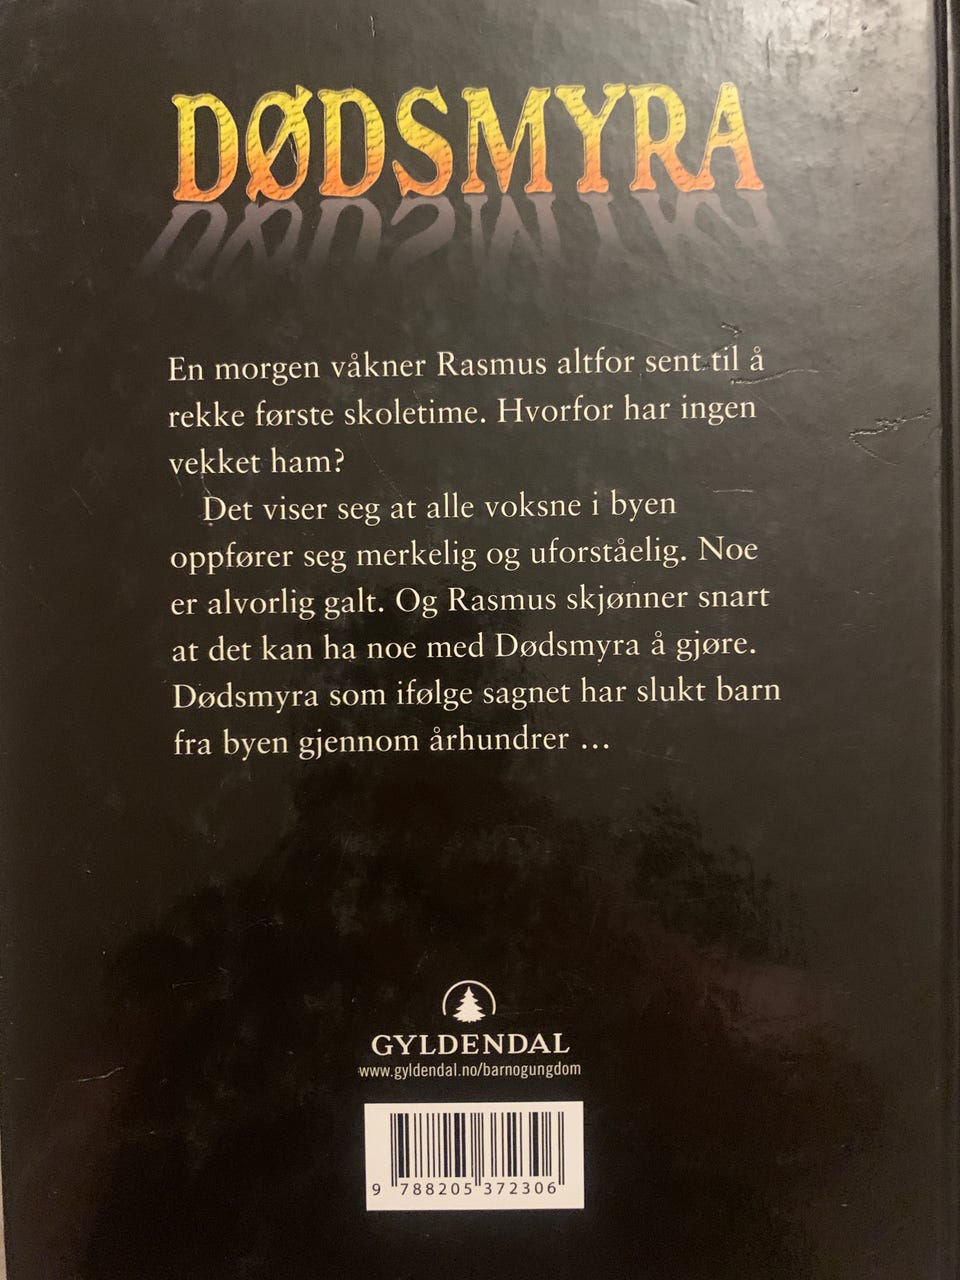 DØDSMYRA
En morgen våkner Rasmus altfor sent til å
rekke første skoletime. Hvorfor har ingen
vekket ham?
Det viser seg at alle voksne i byen
oppfører seg merkelig og uforståelig. Noe
er alvorlig galt. Og Rasmus skjønner snart
at det kan ha noe med Dødsmyra å gjøre.
Dødsmyra som ifølge sagnet har slukt barn
fra byen gjennom århundrer ...
GYLDENDAL
www.gyldendal.no/barnogungdom
9 788205 372306